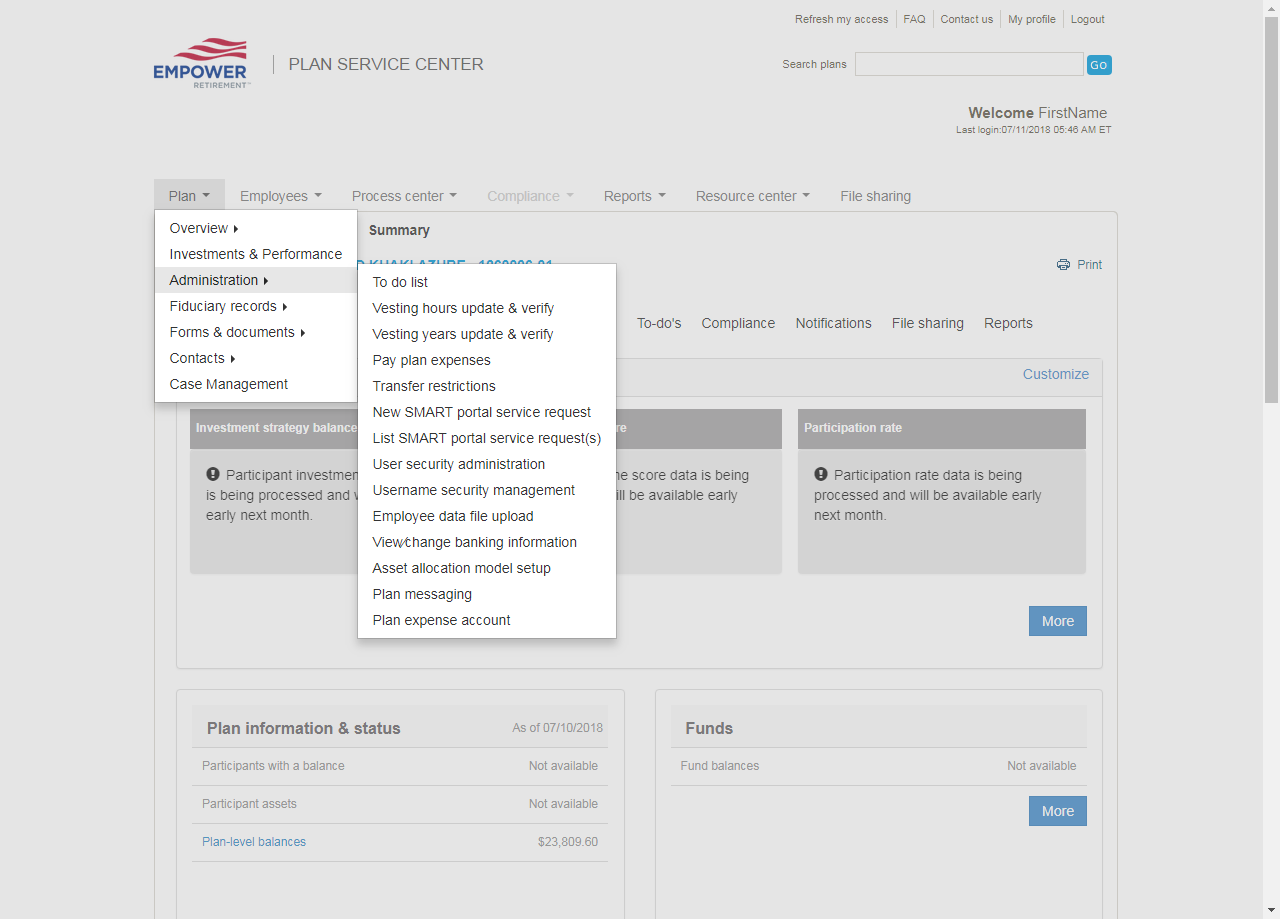 Refresh my access FAQ Contact us My profile Logout
EMPOWER
RETIREMENT
PLAN SERVICE CENTER
Search plans Go
Welcome FirstName
Last login:07/11/2018 05:46 AM ET
Plan Employees Process center Compliance Reports Resource center File sharing
Overview
Investments & Performance
Administration
Fiduciary records
Forms & documents
Contacts
Case Management
Summary
Print
To do list
Vesting hours update & verify
Vesting years update & verify
Pay plan expenses
Transfer restrictions
New SMART portal service request
List SMART portal service request(s)
User security administration
Username security management
Employee data file upload
View/change banking information
Asset allocation model setup
Plan messaging
Plan expense account
To-do's Compliance Notifications File sharing Reports
Customize
Investment strategy balance
Participant investmen
is being processed and
early next month.
re
ne score data is being
ill be available early
Participation rate
Participation rate data is being
processed and will be available early
next month.
More
Plan information & status As of 07/10/2018
Participants with a balance Not available
Participant assets Not available
Plan-level balances $23,809.60
Funds
Fund balances Not available
More